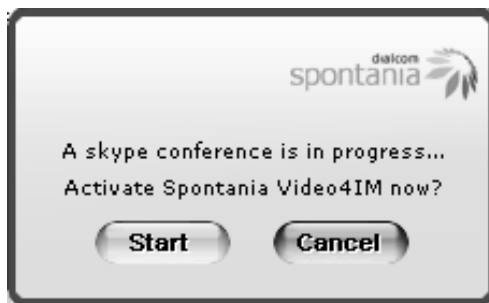 dialcom
spontania
A skype conference is in progress...
Activate Spontania Video4IM now?
Start Cancel